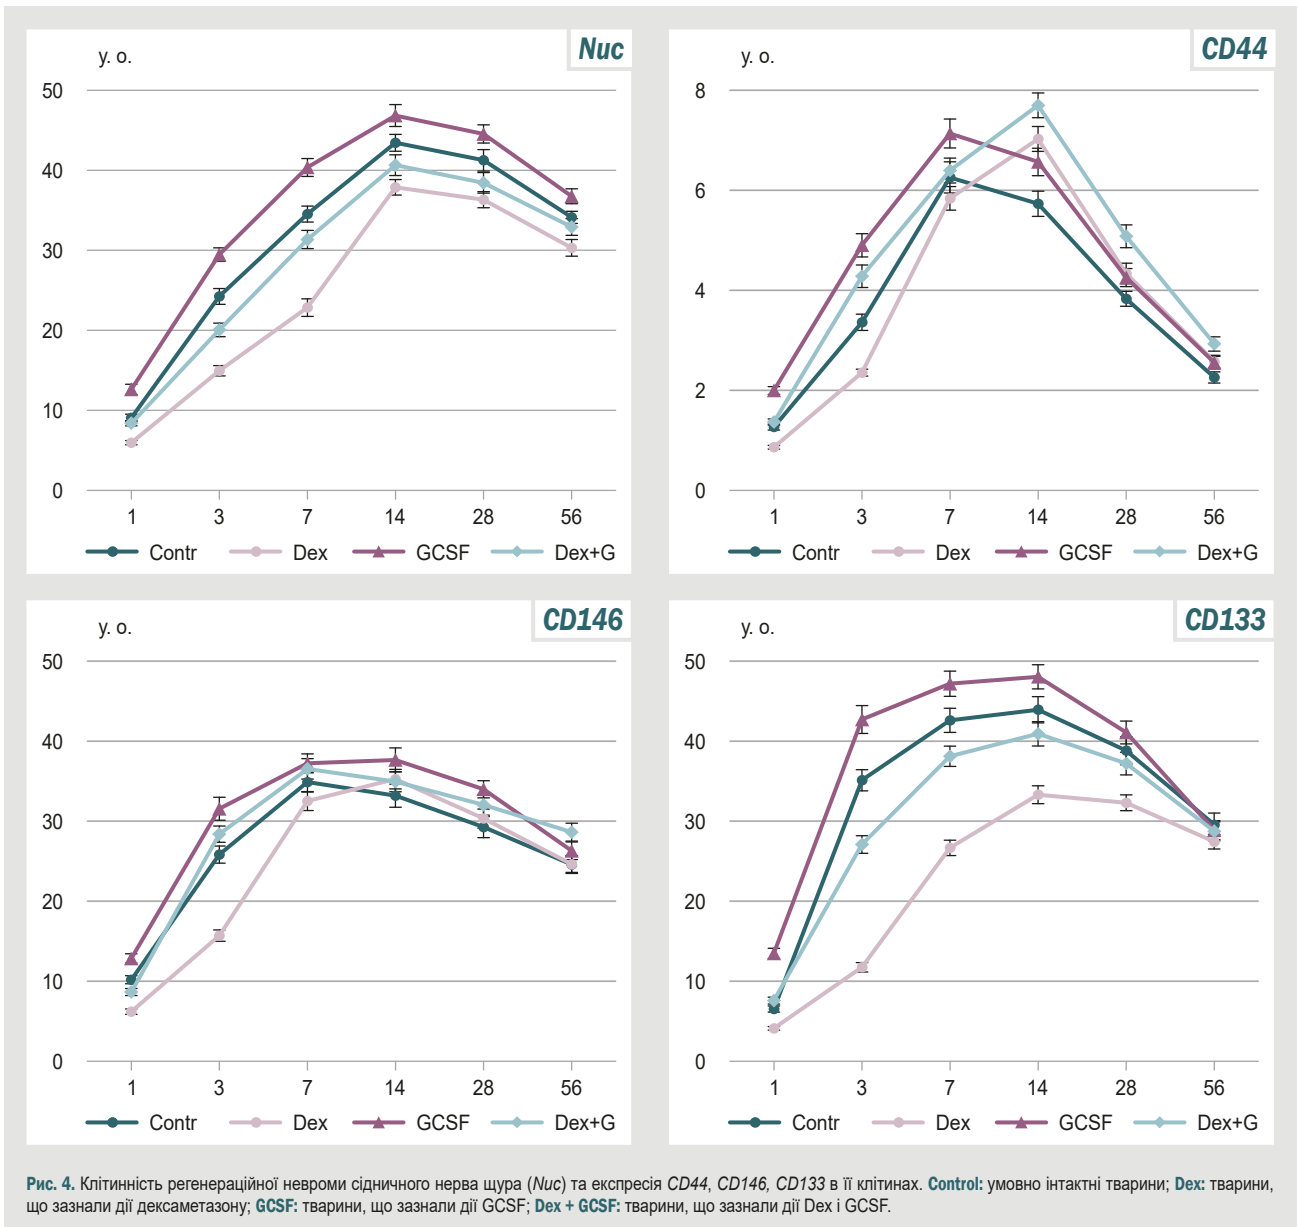 у. о.
Nuc
50
40
30
20
10
0
1 3 7 14 28 56
Contr Dex GCSF Dex+G
у. о.
CD44
8
6
4
2
0
1 3 7 14 28 56
Contr Dex GCSF Dex+G
у. о.
CD146
50
40
30
20
10
0
1 3 7 14 28 56
Contr Dex GCSF Dex+G
у. о.
CD133
50
40
30
20
10
0
1 3 7 14 28 56
Contr Dex GCSF Dex+G
Рис. 4. Клітинність регенераційної невроми сідничного нерва щура (Nuc) та експресія CD44, CD146, CD133 в її клітинах. Control: умовно інтактні тварини; Dex: тварини,
що зазнали дії дексаметазону; GCSF: тварини, що зазнали дії GCSF; Dex + GCSF: тварини, що зазнали дії Dex і GCSF.